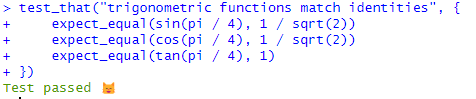 > test_that("trigonometric functions match identities", {
+     expect_equal(sin(pi / 4), 1 / sqrt(2))
+     expect_equal(cos(pi / 4), 1 / sqrt(2))
+     expect_equal(tan(pi / 4), 1)
+ })
Test passed 😸